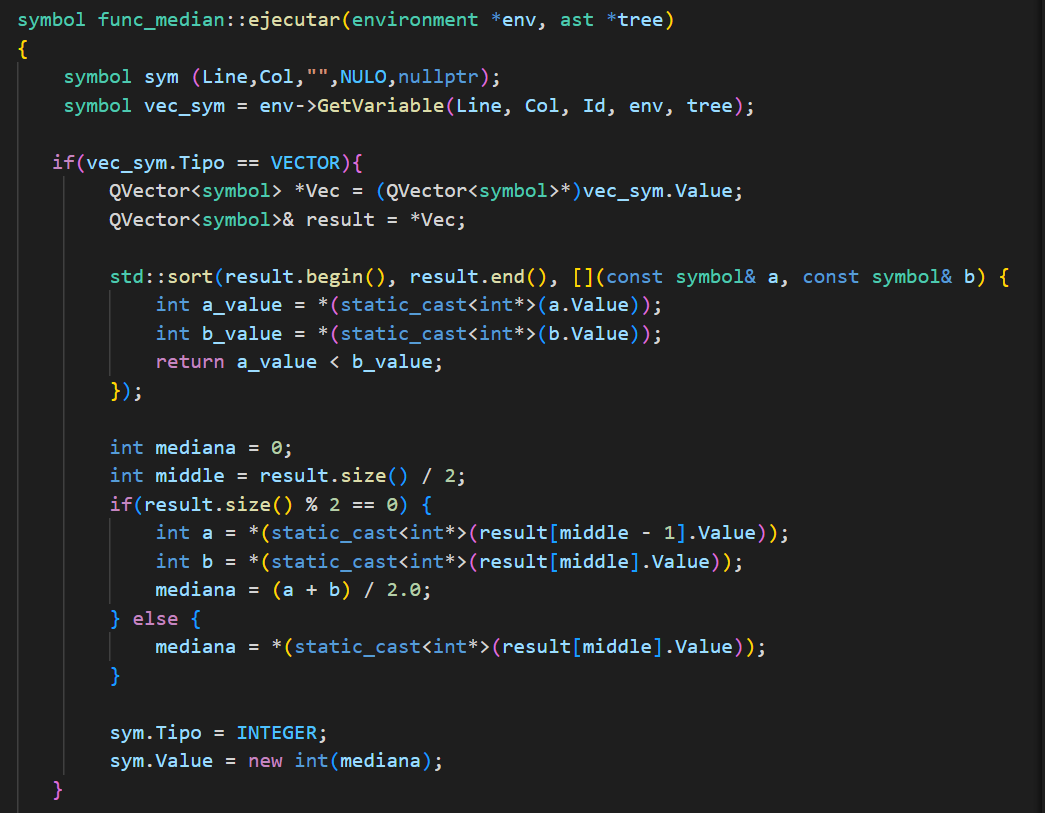 symbol func_median::ejecutar(environment *env, ast *tree)
{
    symbol sym (Line,Col,"",NULO,nullptr);
    symbol vec_sym = env->GetVariable(Line, Col, Id, env, tree);
   if(vec_sym.Tipo == VECTOR){
        QVector<symbol> *Vec = (QVector<symbol>*)vec_sym.Value;
        QVector<symbol>& result = *Vec;
        std::sort(result.begin(), result.end(), [](const symbol& a, const symbol& b) {
            int a_value = *(static_cast<int*>(a.Value));
            int b_value = *(static_cast<int*>(b.Value));
            return a_value < b_value;
        });
        int mediana = 0;
        int middle = result.size() / 2;
        if(result.size() % 2 == 0) {
            int a = *(static_cast<int*>(result[middle - 1].Value));
            int b = *(static_cast<int*>(result[middle].Value));
            mediana = (a + b) / 2.0;
        } else {
            mediana = *(static_cast<int*>(result[middle].Value));
        }
        sym.Tipo = INTEGER;
        sym.Value = new int(mediana);
   }